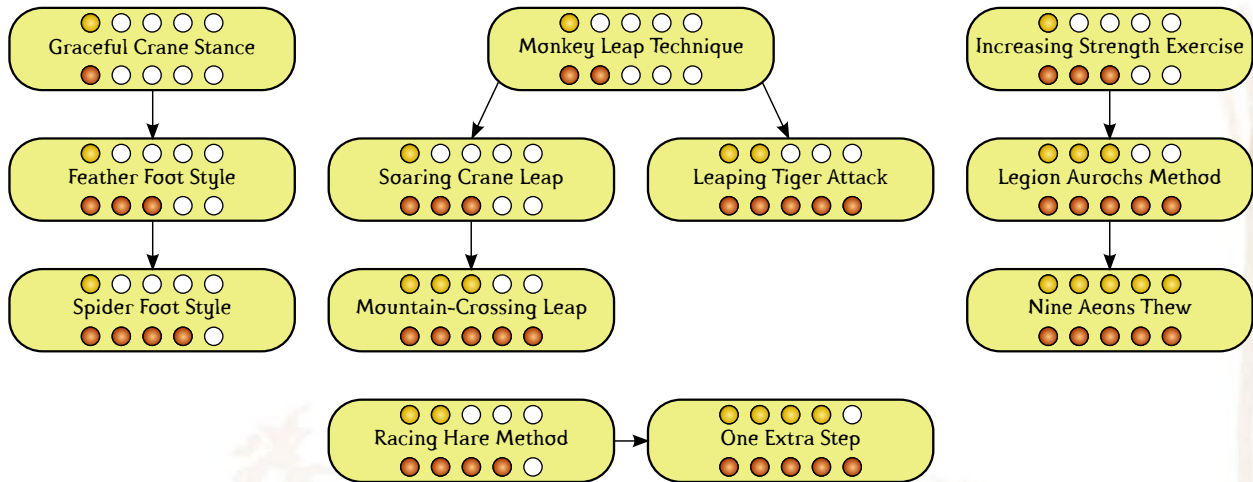 Graceful Crane Stance
Monkey Leap Technique
Increasing Strength Exercise
Feather Foot Style
Soaring Crane Leap
Leaping Tiger Attack
Legion Aurochs Method
Spider Foot Style
Mountain-Crossing Leap
Nine Aeons Thew
Racing Hare Method
One Extra Step